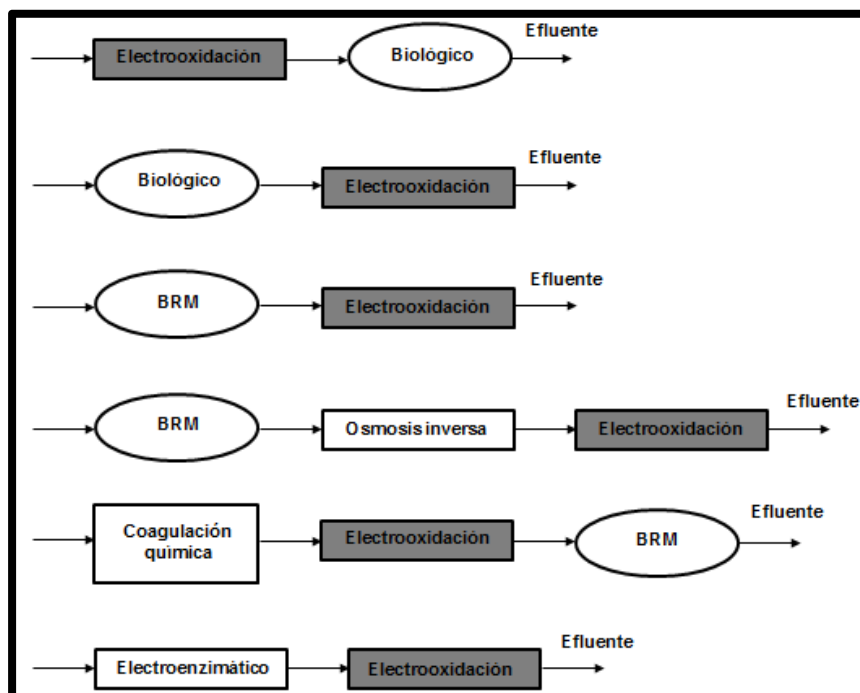 Electrooxidación
Biológico
Efluente
Biológico
Electrooxidación
Efluente
BRM
Electrooxidación
Efluente
BRM
Osmosis inversa
Electrooxidación
Efluente
Coagulación
química
Electrooxidación
BRM
Efluente
Electroenzimático
Electrooxidación
Efluente